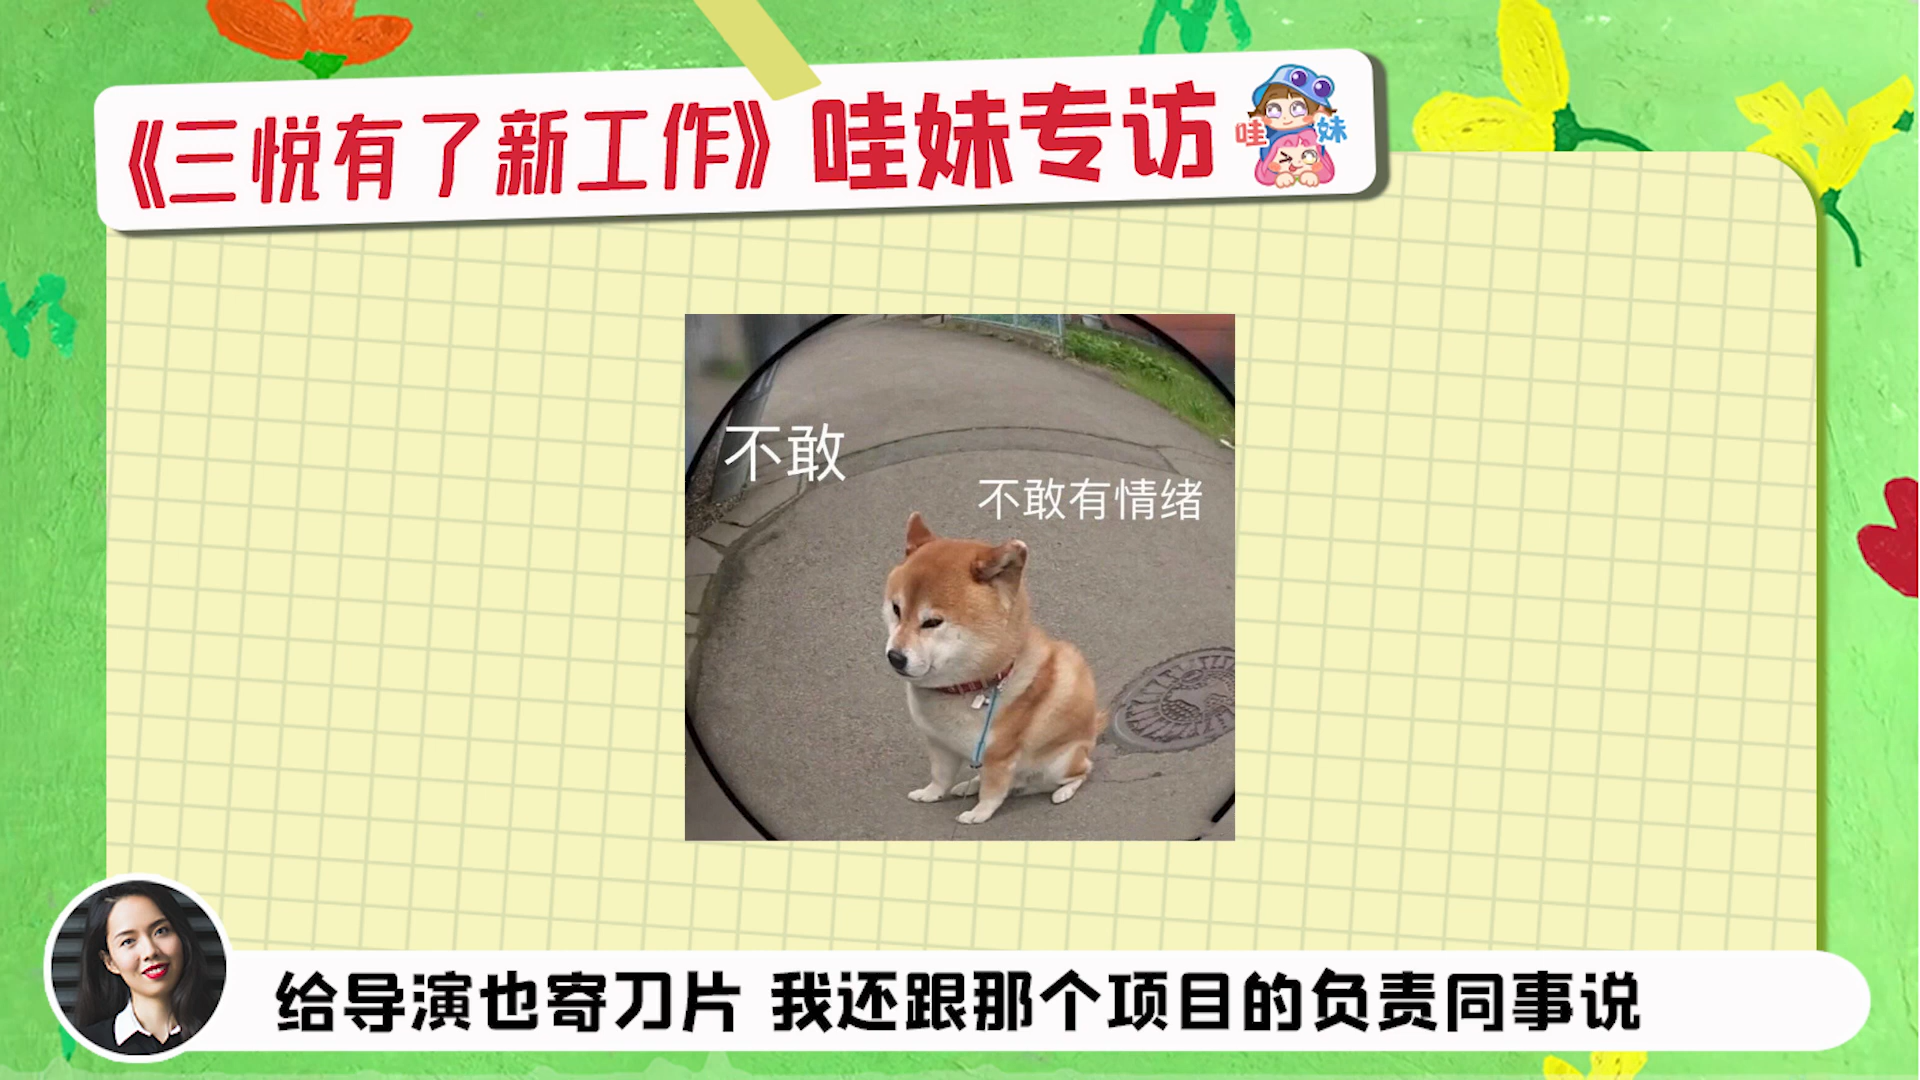 《三悦有了新工作》哇妹专访
哇妹
不敢
不敢有情绪
给导演也寄刀片 我还跟那个项目的负责同事说